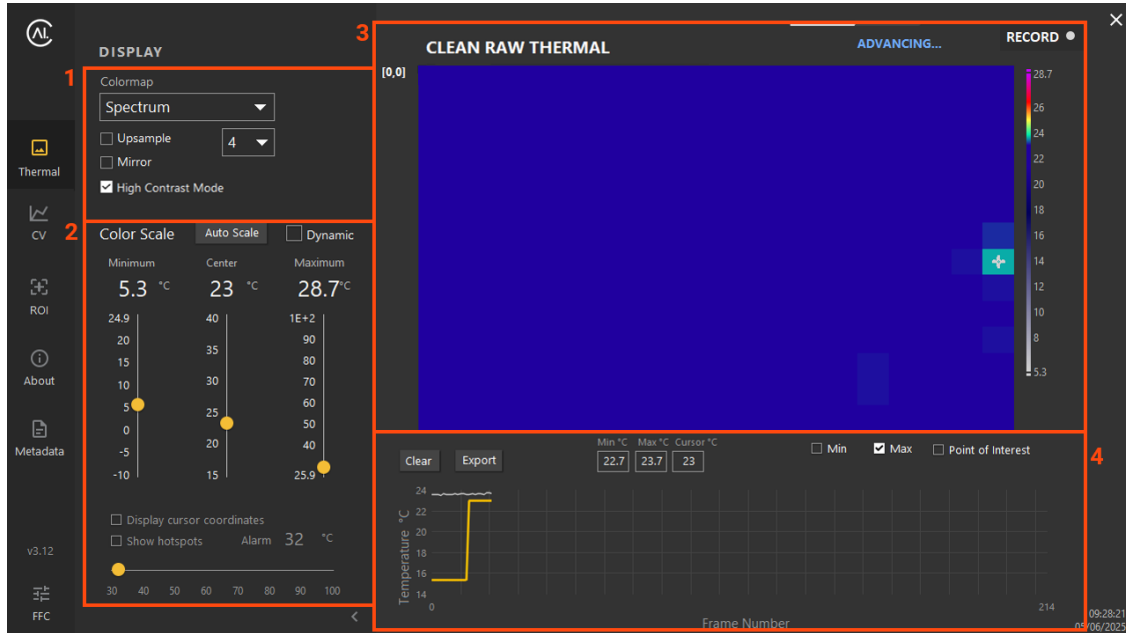 AI.
Thermal
CV
ROI
About
Metadata
v3.12
FFC
DISPLAY
1
Colormap
Spectrum
Upsample 4
Mirror
High Contrast Mode
2
Color Scale Auto Scale Dynamic
Minimum Center Maximum
5.3 °C 23 °C 28.7 °C
24.9 40 1E+2
20 90
15 35 80
10 30 70
5 25 60
0 50
-5 20 40
-10 15 25.9
Display cursor coordinates
Show hotspots Alarm 32 °C
30 40 50 60 70 80 90 100
<
3
CLEAN RAW THERMAL ADVANCING... RECORD
[0,0]
28.7
26
24
22
20
18
16
14
12
10
8
5.3
4
Clear Export
Min °C Max °C Cursor °C
22.7 23.7 23
Min Max Point of Interest
Temperature °C
24
22
20
18
16
14
0 214
Frame Number
09:28:21
05/06/2025